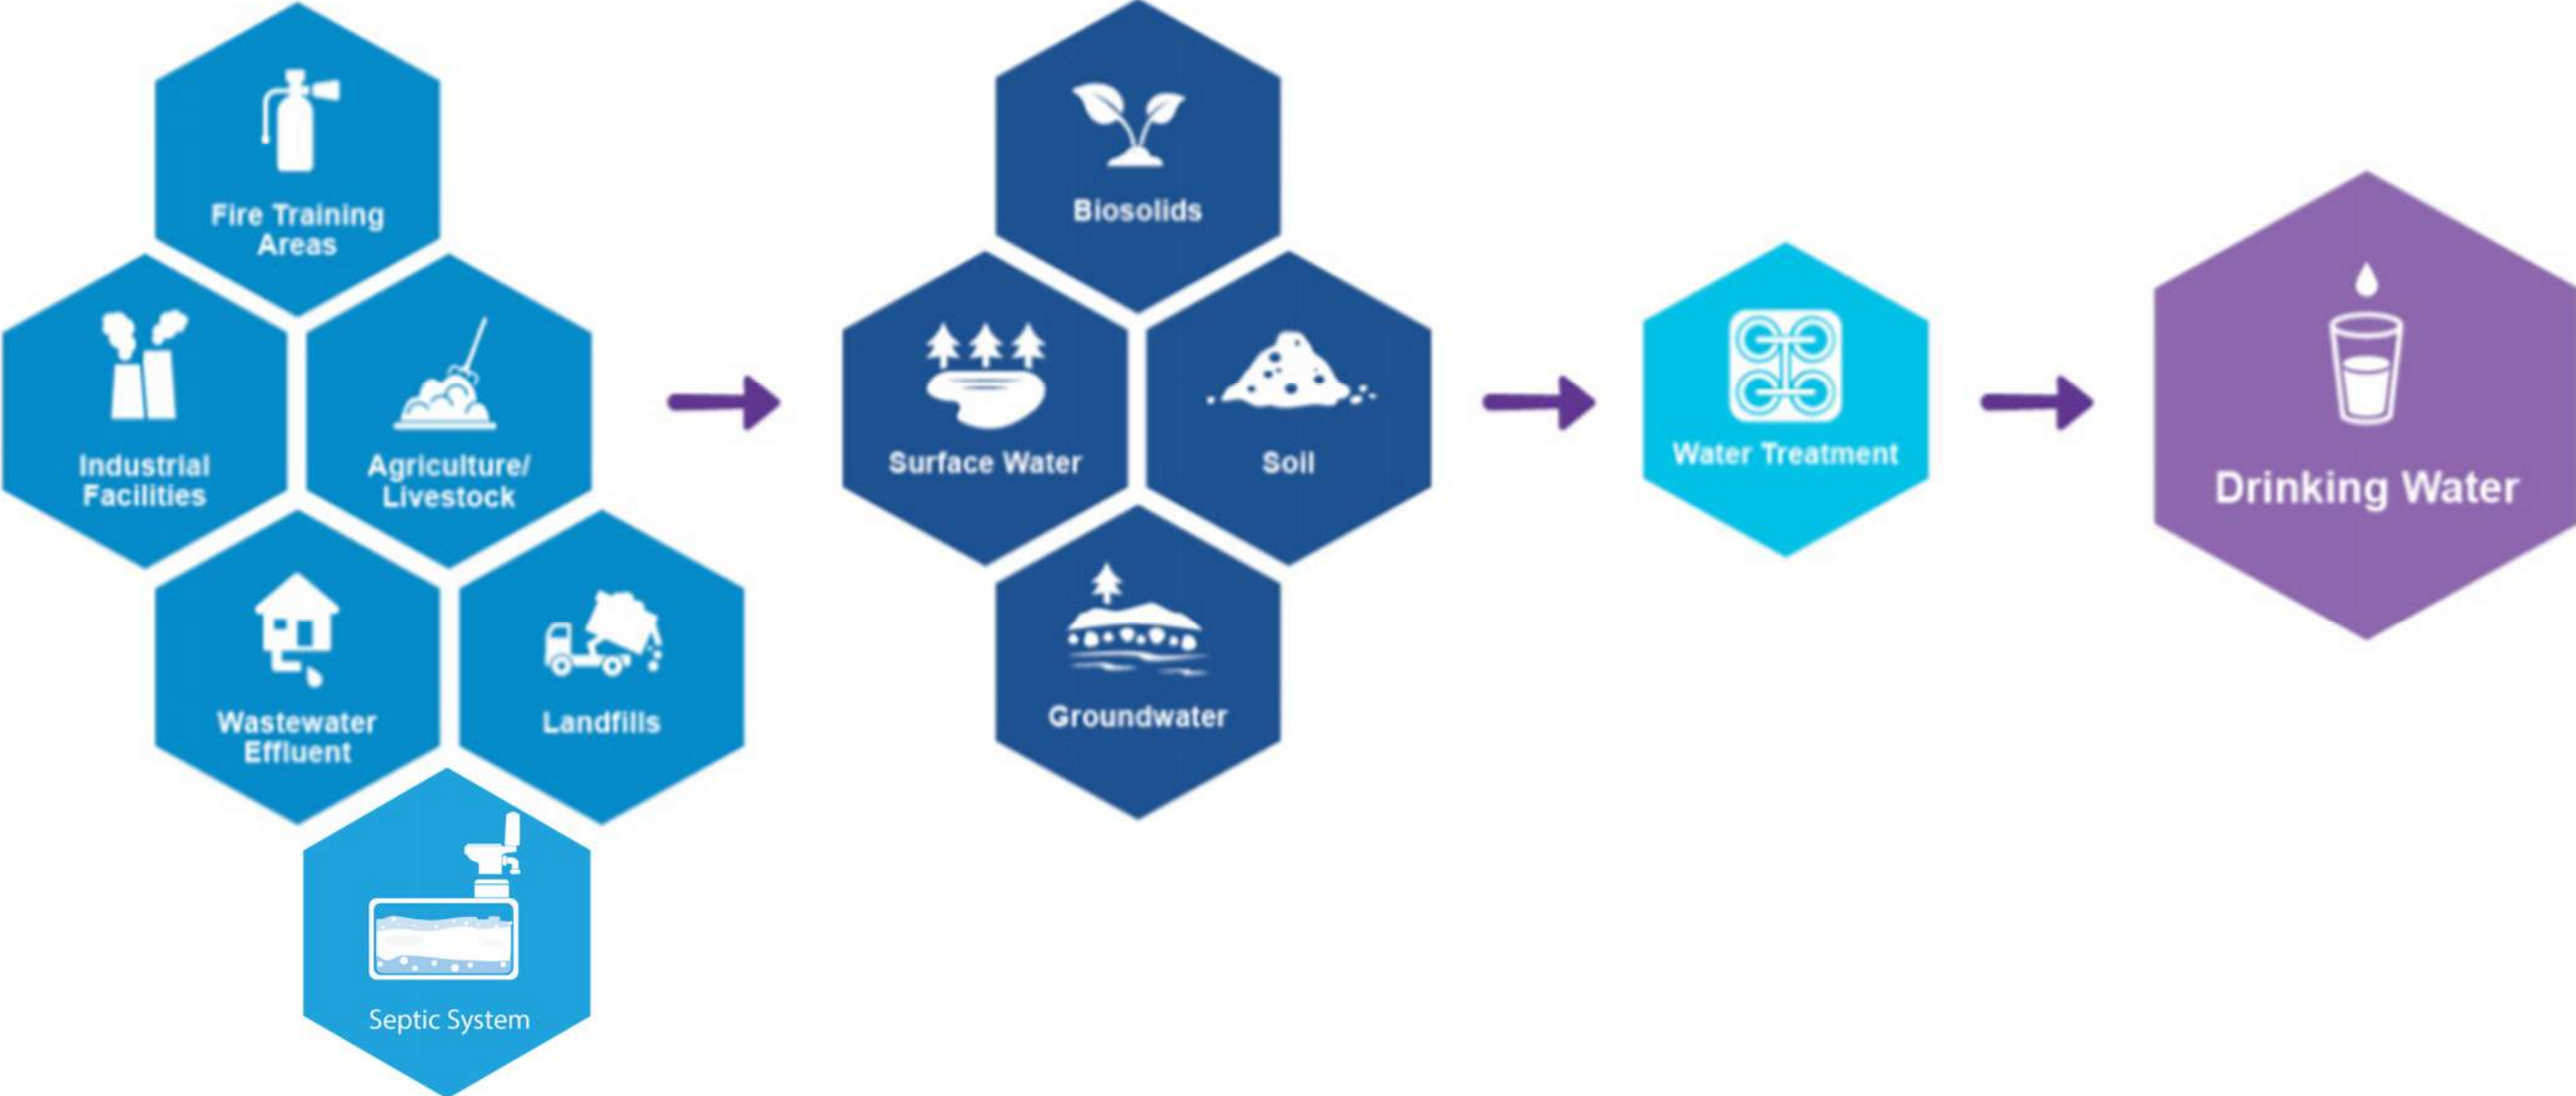 Fire Training
Areas
Industrial
Facilities
Agriculture/
Livestock
Wastewater
Effluent
Landfills
Septic System
Biosolids
Surface Water
Soil
Groundwater
Water Treatment
Drinking Water